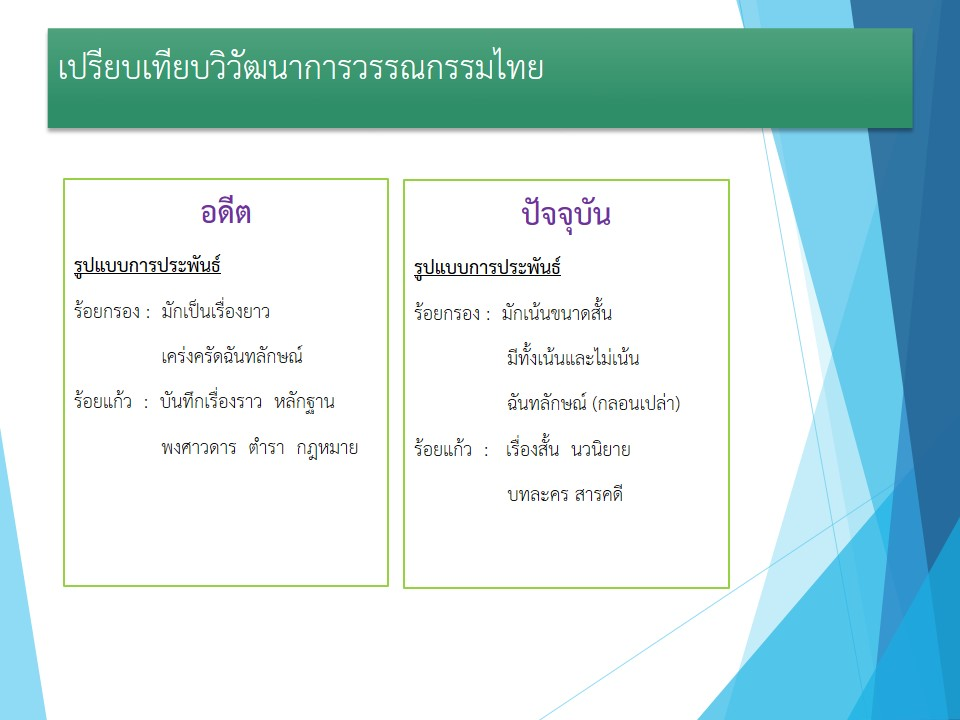 เปรียบเทียบวิวัฒนาการวรรณกรรมไทย
อดีต
รูปแบบการประพันธ์
ร้อยกรอง : มักเป็นเรื่องยาว
เคร่งครัดฉันทลักษณ์
ร้อยแก้ว : บันทึกเรื่องราว หลักฐาน
พงศาวดาร ตำรา กฎหมาย
ปัจจุบัน
รูปแบบการประพันธ์
ร้อยกรอง : มักเน้นขนาดสั้น
มีทั้งเน้นและไม่เน้น
ฉันทลักษณ์ (กลอนเปล่า)
ร้อยแก้ว : เรื่องสั้น นวนิยาย
บทละคร สารคดี